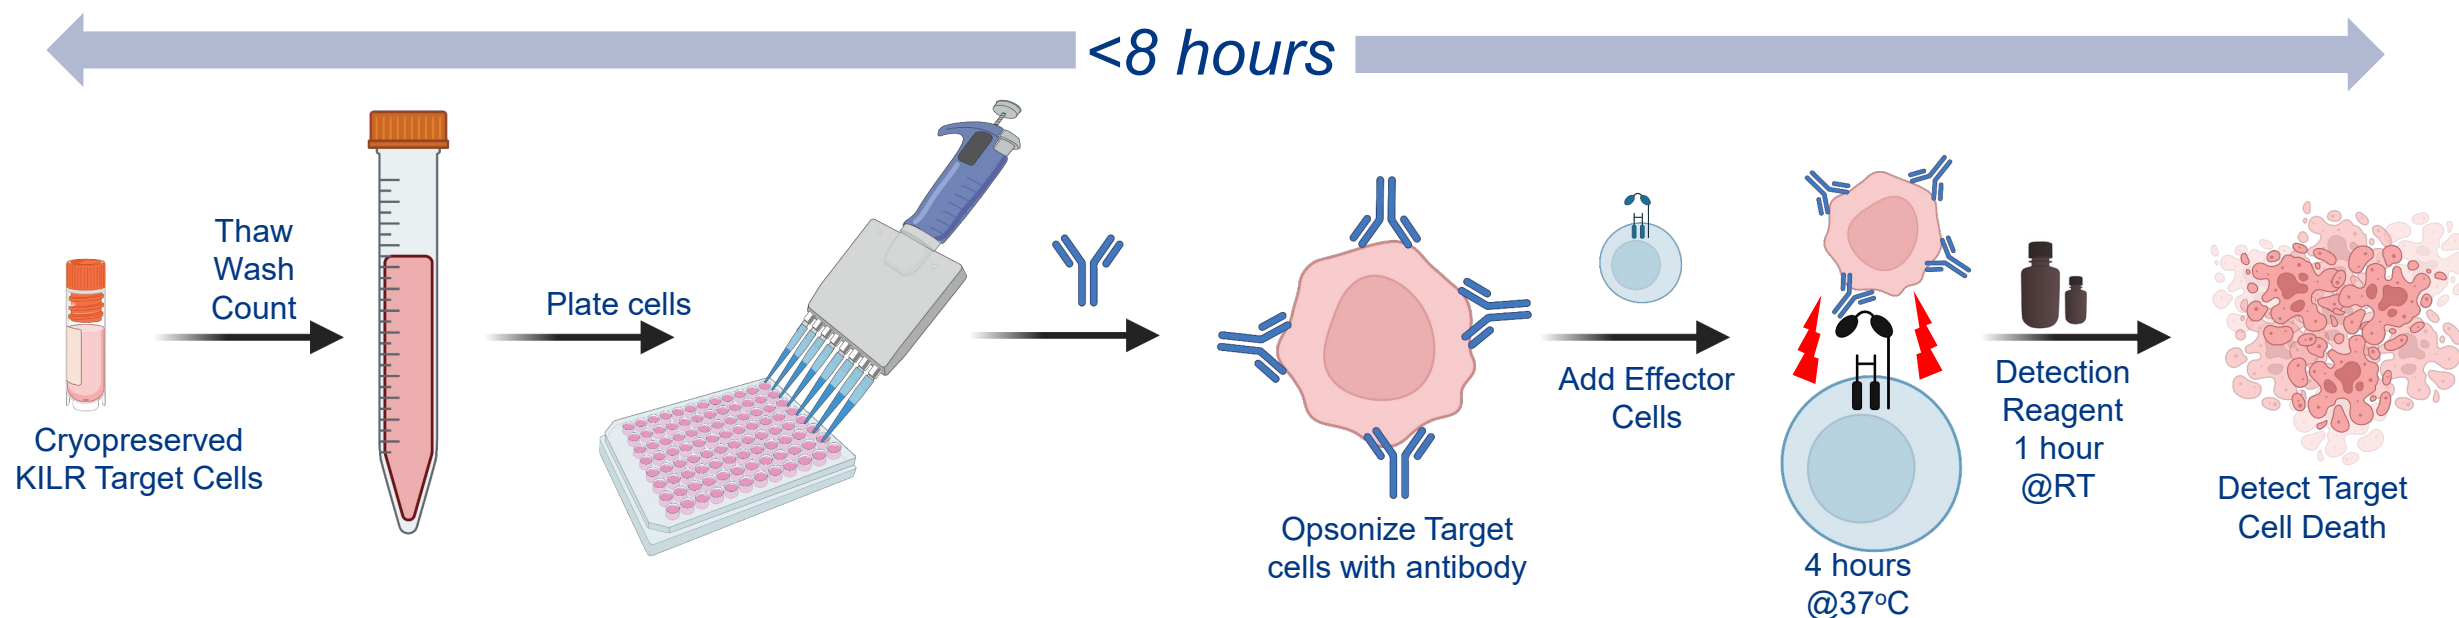 <8 hours
Thaw
Wash
Count
Cryopreserved
KILR Target Cells
Plate cells
Opsonize Target
cells with antibody
Add Effector
Cells
4 hours
@37°C
Detection
Reagent
1 hour
@RT
Detect Target
Cell Death